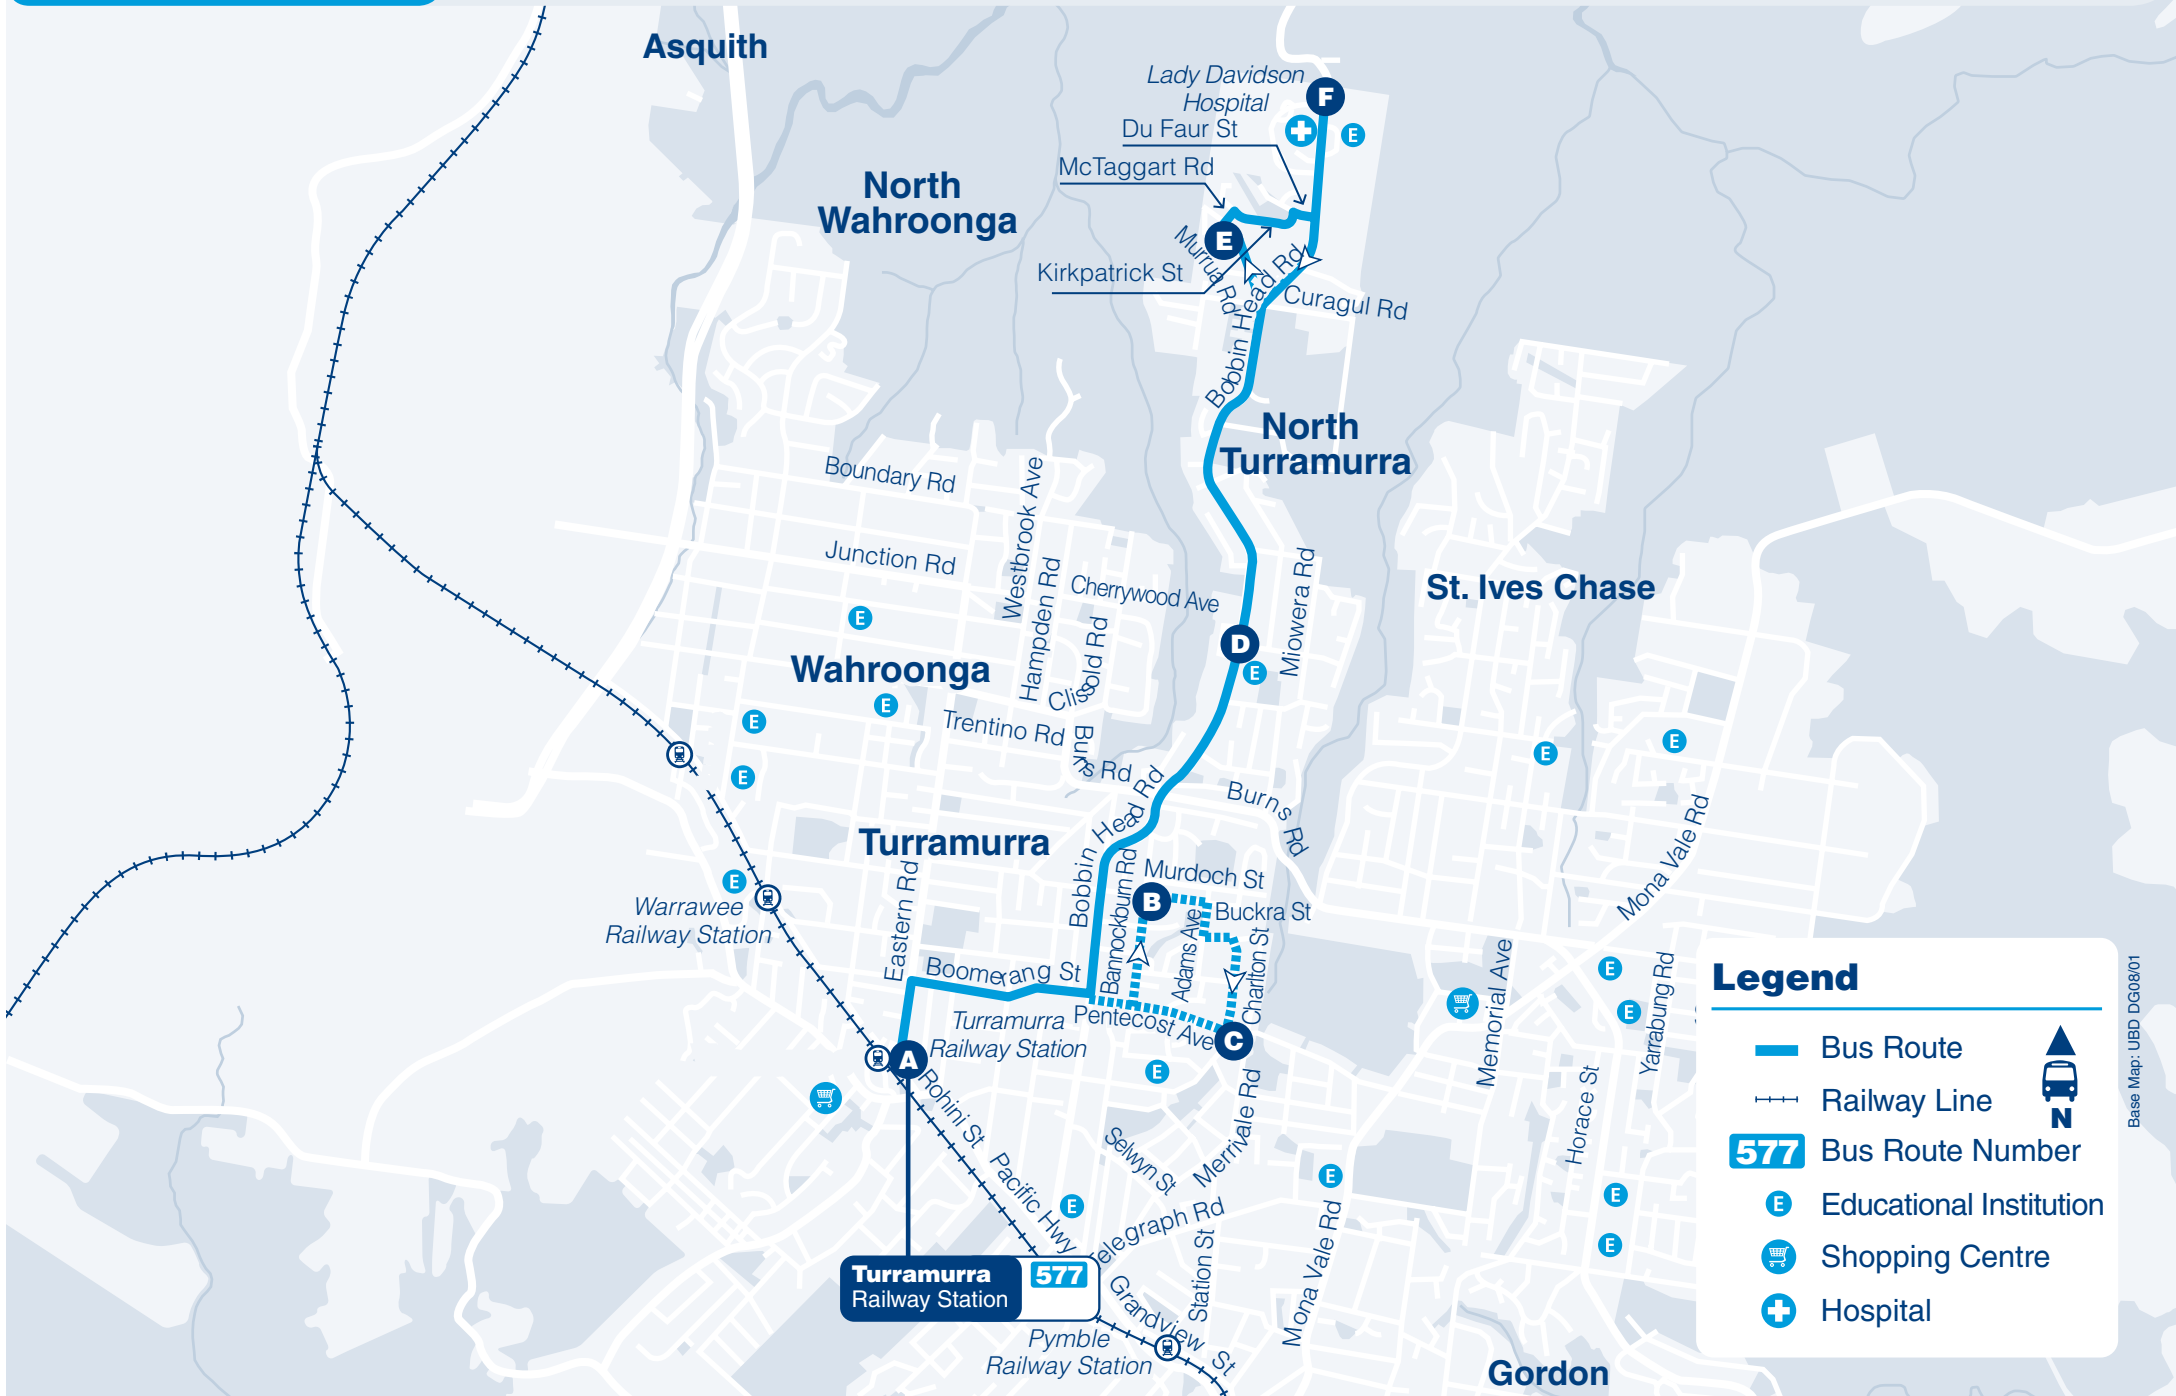 Asquith
Lady Davidson
Hospital
F
E
Du Faur St
McTaggart Rd
North
Wahroonga
E
Murrua Rd
Kirkpatrick St
Bobbin Head Rd
Curagul Rd
North
Turramurra
Boundary Rd
Westbrook Ave
Junction Rd
Hampden Rd
Cherrywood Ave
Clissold Rd
Miowera Rd
St. Ives Chase
E
Wahroonga
D
E
E
E
Trentino Rd
E
E
E
Burns Rd
Burns Rd
Bobbin Head Rd
Mona Vale Rd
Turramurra
Eastern Rd
Bannockburn Rd
Murdoch St
E
B
Buckra St
Warrawee
Railway Station
Adams Ave
Charlton St
Boomerang St
Memorial Ave
Yarrabung Rd
E
E
Turramurra
Railway Station
Pentecost Ave
C
A
E
Rohini St
Selwyn St
Merrivale Rd
Horace St
Pacific Hwy
E
E
E
Telegraph Rd
Station St
Mona Vale Rd
E
Turramurra
Railway Station
577
Grandview St
Pymble
Railway Station
Gordon
Legend
Bus Route
Railway Line
N
577 Bus Route Number
E Educational Institution
Shopping Centre
Hospital
Base Map: UBD DG08/01